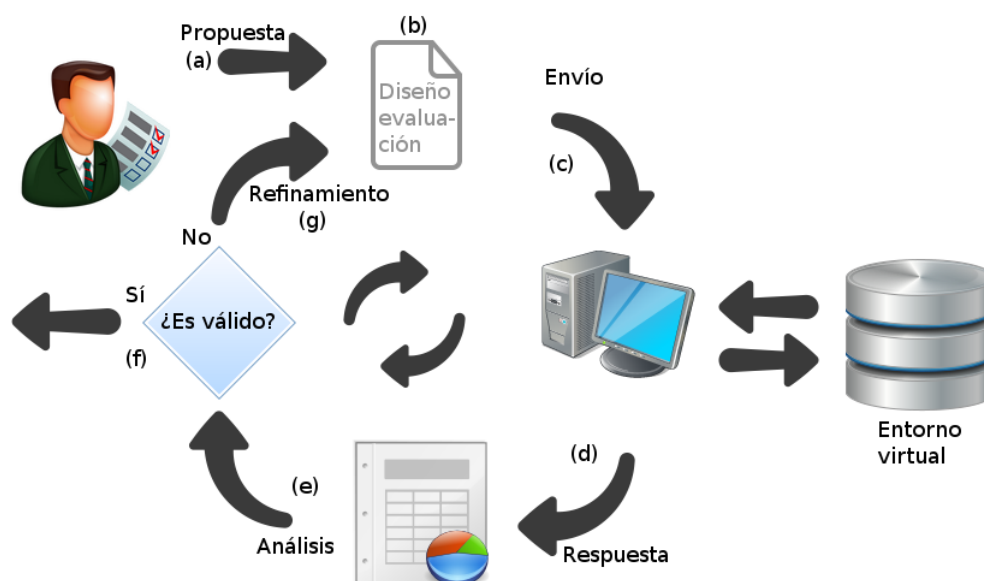 Propuesta
(a)
(b)
Diseño
evalua-
ción
Envío
(c)
Refinamiento
(g)
No
Sí
¿Es válido?
(f)
Entorno
virtual
(d)
Respuesta
(e)
Análisis